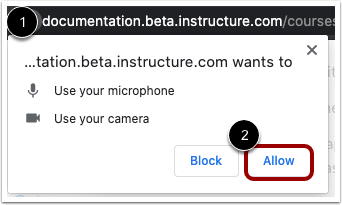 1
documentation.beta.instructure.com/courses
...tation.beta.instructure.com wants to
Use your microphone
Use your camera
2
Block
Allow